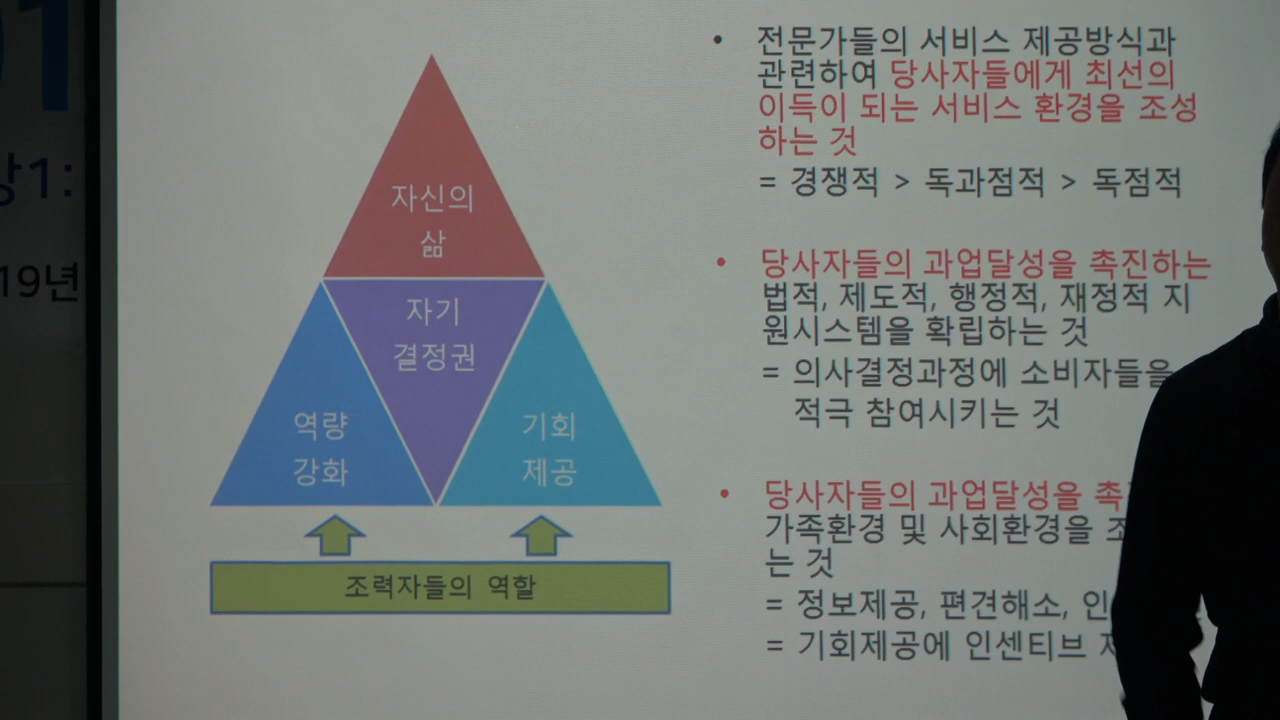 01
강1:
19년
자신의
삶
자기
결정권
역량
강화
기회
제공
조력자들의 역할
• 전문가들의 서비스 제공방식과
관련하여 당사자들에게 최선의
이득이 되는 서비스 환경을 조성
하는 것
= 경쟁적 > 독과점적 > 독점적
• 당사자들의 과업달성을 촉진하는
법적, 제도적, 행정적, 재정적 지
원시스템을 확립하는 것
= 의사결정과정에 소비자들을
적극 참여시키는 것
• 당사자들의 과업달성을 촉
가족환경 및 사회환경을 조
는 것
= 정보제공, 편견해소, 인
= 기회제공에 인센티브